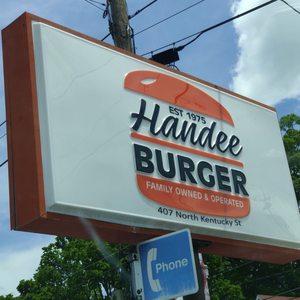 EST 1975
Handee
BURGER
FAMILY OWNED & OPERATED
407 North Kentucky St
Phone